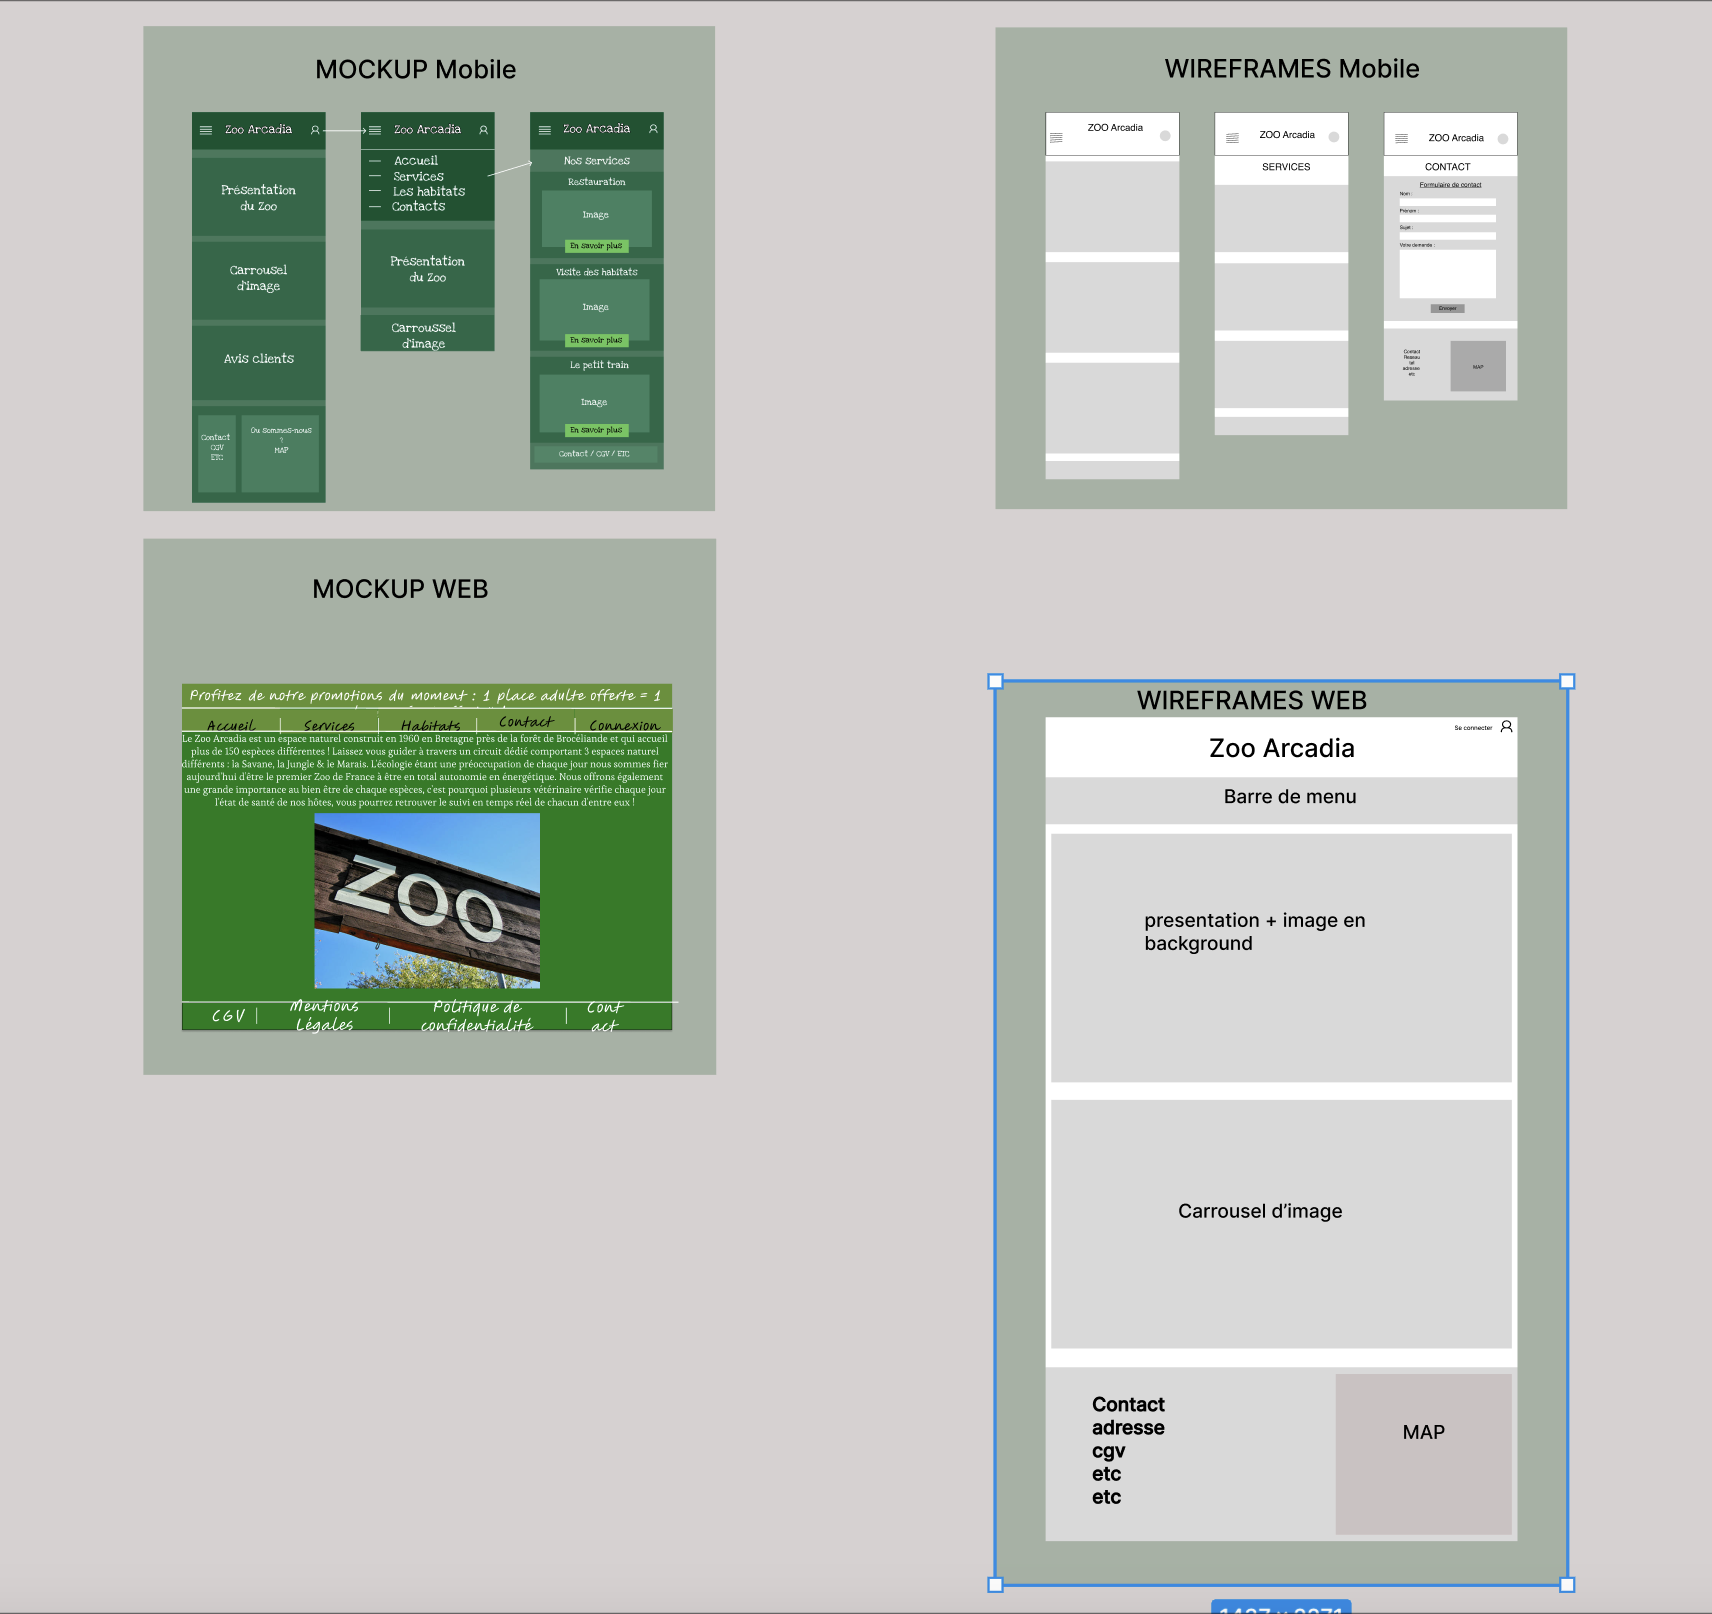 MOCKUP Mobile
Zoo Arcadia
Présentation
du Zoo
Carrousel
d'image
Avis clients
Contact
CGV
ETC
Ou sommes-nous
?
MAP
Zoo Arcadia
Accueil
Services
Les habitats
Contacts
Présentation
du Zoo
Carroussel
d'image
Zoo Arcadia
Nos services
Restauration
Image
En savoir plus
Visite des habitats
Image
En savoir plus
Le petit train
Image
En savoir plus
Contact / CGV / ETC
WIREFRAMES Mobile
ZOO Arcadia
ZOO Arcadia
SERVICES
ZOO Arcadia
CONTACT
Formulaire de contact
Nom :
Prénom :
Sujet :
Votre demande :
Envoyer
Contact
Reseau
tel
adresse
etc
MAP
MOCKUP WEB
Profitez de notre promotions du moment : 1 place adulte offerte = 1
Accueil
Services
Habitats
Contact
Connexion
Le Zoo Arcadia est un espace naturel construit en 1960 en Bretagne près de la forêt de Brocéliande et qui accueil
plus de 150 espèces différentes ! Laissez vous guider à travers un circuit dédié comportant 3 espaces naturel
différents : la Savane, la Jungle & le Marais. L'écologie étant une préoccupation de chaque jour nous sommes fier
aujourd'hui d'être le premier Zoo de France à être en total autonomie en énergétique. Nous offrons également
une grande importance au bien être de chaque espèces, c'est pourquoi plusieurs vétérinaire vérifie chaque jour
l'état de santé de nos hôtes, vous pourrez retrouver le suivi en temps réel de chacun d'entre eux !
ZOO
CGV
Mentions
Légales
Politique de
confidentialité
Cont
act
WIREFRAMES WEB
Se connecter
Zoo Arcadia
Barre de menu
presentation + image en
background
Carrousel d'image
Contact
adresse
cgv
etc
etc
MAP